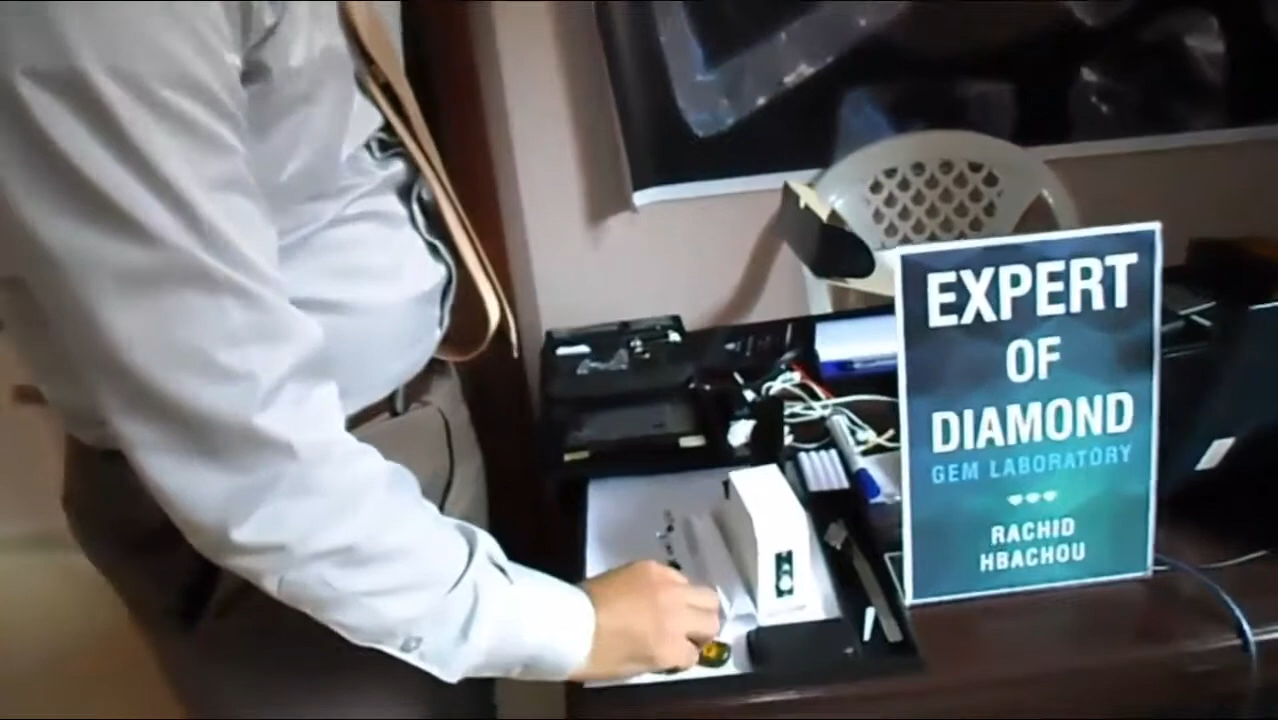 EXPERT
OF
DIAMOND
GEM LABORATORY
RACHID
HBACHOU